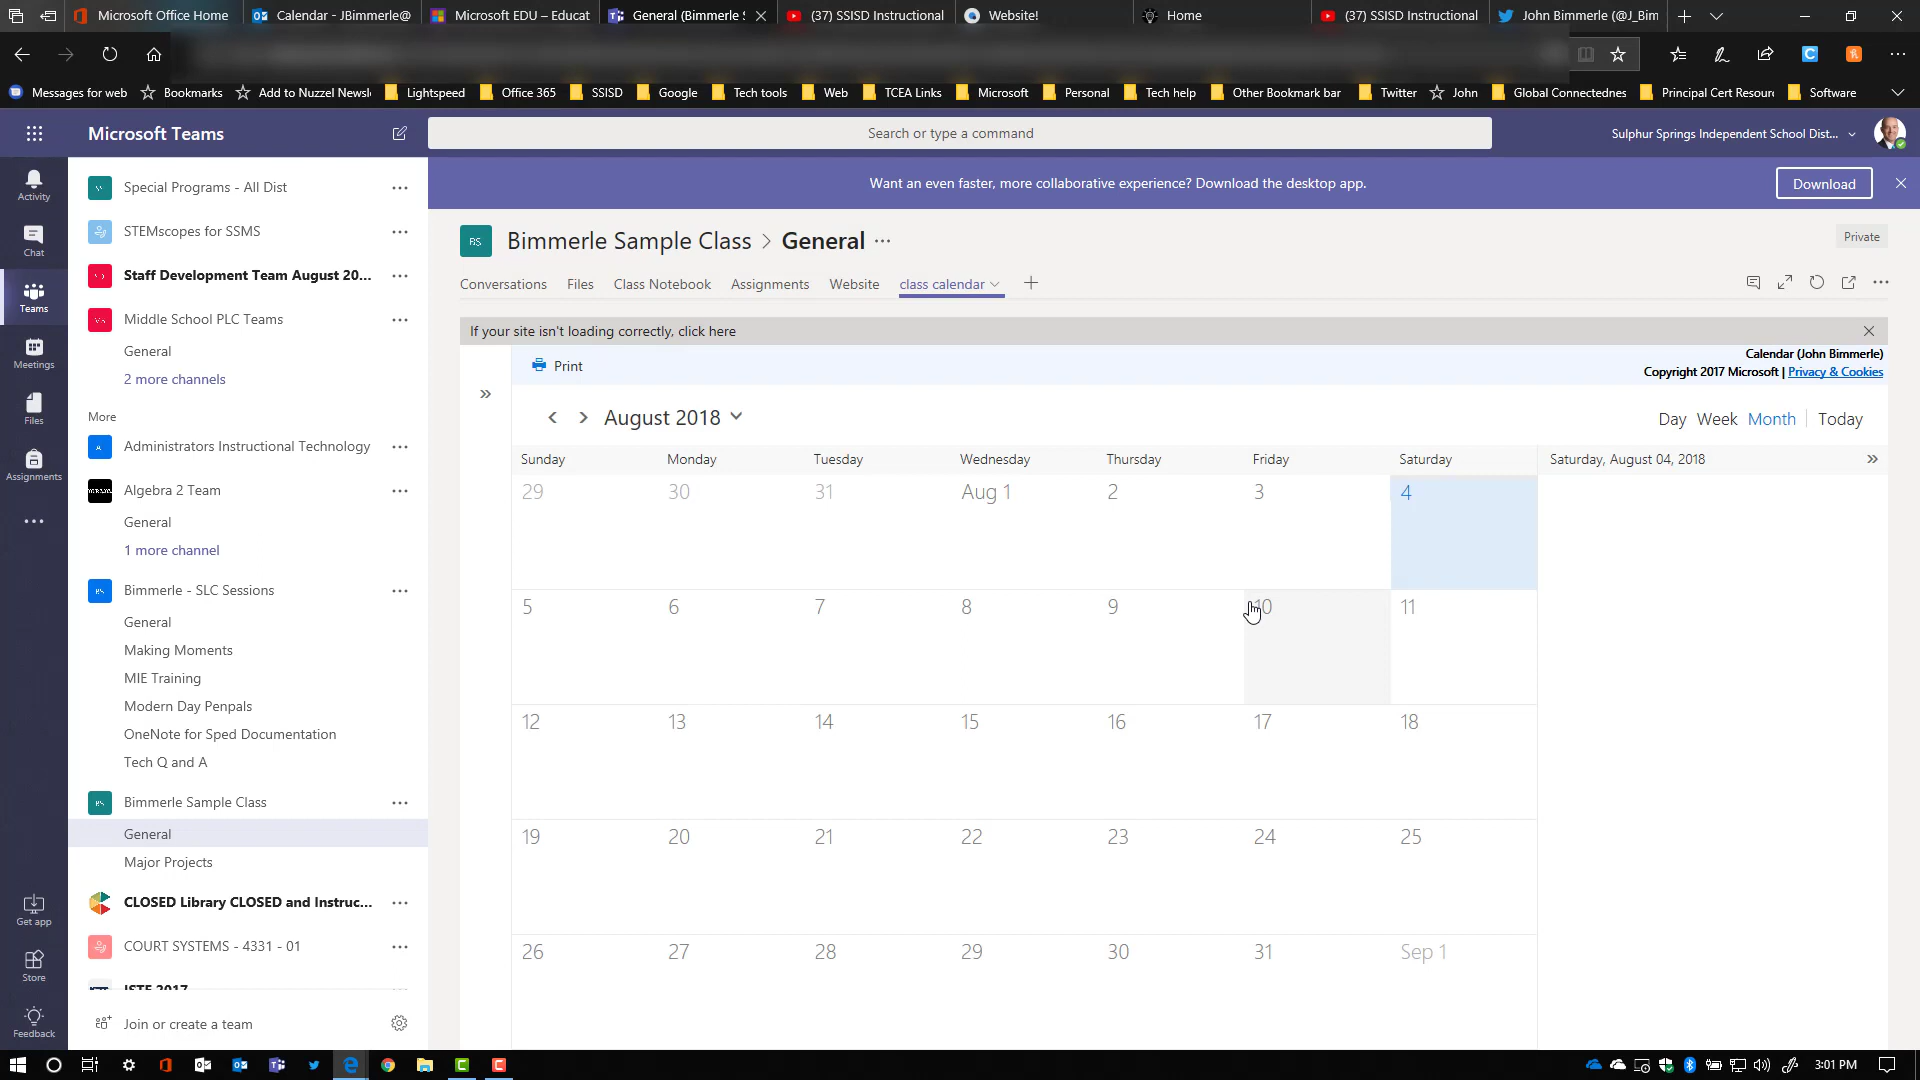 Microsoft Office Home
Calendar - JBimmerle@
Microsoft EDU – Educat
General (Bimmerle S
(37) SSISD Instructional
Website!
Home
(37) SSISD Instructional
John Bimmerle (@J_Bim
Messages for web
Bookmarks
Add to Nuzzel Newsl
Lightspeed
Office 365
SSISD
Google
Tech tools
Web
TCEA Links
Microsoft
Personal
Tech help
Other Bookmark bar
Twitter
John
Global Connectednes
Principal Cert Resourc
Software
Microsoft Teams
Search or type a command
Sulphur Springs Independent School Dist...
Want an even faster, more collaborative experience? Download the desktop app.
Download
Activity
Chat
Teams
Meetings
Files
Assignments
Get app
Store
Feedback
Special Programs - All Dist
STEMscopes for SSMS
Staff Development Team August 20...
Middle School PLC Teams
General
2 more channels
More
Administrators Instructional Technology
Algebra 2 Team
General
1 more channel
Bimmerle - SLC Sessions
General
Making Moments
MIE Training
Modern Day Penpals
OneNote for Sped Documentation
Tech Q and A
Bimmerle Sample Class
General
Major Projects
CLOSED Library CLOSED and Instruc...
COURT SYSTEMS - 4331 - 01
ISTE 2017
Join or create a team
BS
Bimmerle Sample Class > General ...
Private
Conversations Files Class Notebook Assignments Website class calendar
If your site isn't loading correctly, click here
Print
Calendar (John Bimmerle)
Copyright 2017 Microsoft | Privacy & Cookies
August 2018
Day Week Month Today
Sunday Monday Tuesday Wednesday Thursday Friday Saturday
Saturday, August 04, 2018
29 30 31 Aug 1 2 3 4
5 6 7 8 9 10 11
12 13 14 15 16 17 18
19 20 21 22 23 24 25
26 27 28 29 30 31 Sep 1
3:01 PM